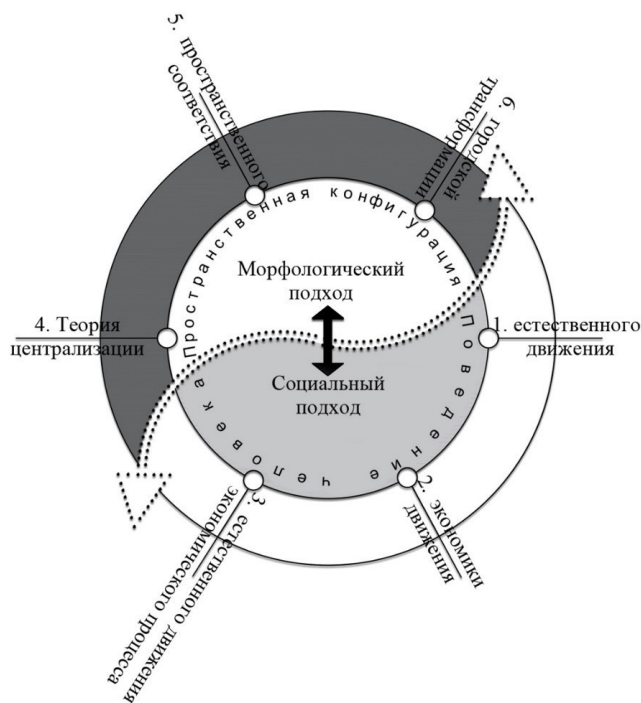 5. пространственного
соответствия
6. городской
трансформации
Пространственная конфигурация
Морфологический
подход
4. Теория
централизации
1. естественного
движения
Социальный
подход
Поведение человека
2. экономики
движения
3. естественного движения
экономического процесса